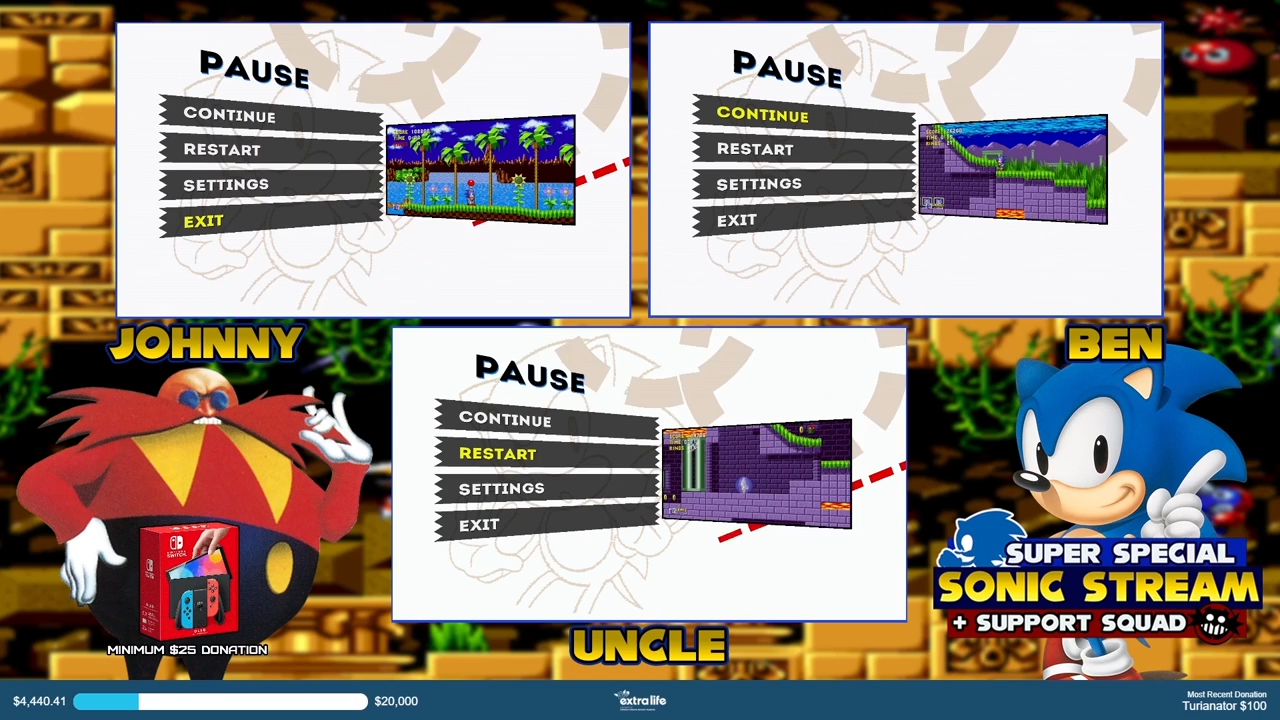 PAUSE
CONTINUE
RESTART
SETTINGS
EXIT
PAUSE
CONTINUE
RESTART
SETTINGS
EXIT
JOHNNY
BEN
PAUSE
CONTINUE
RESTART
SETTINGS
EXIT
UNCLE
MINIMUM $25 DONATION
SUPER SPECIAL
SONIC STREAM
+ SUPPORT SQUAD
$4,440.41
$20,000
extra life
Most Recent Donation
Turianator $100